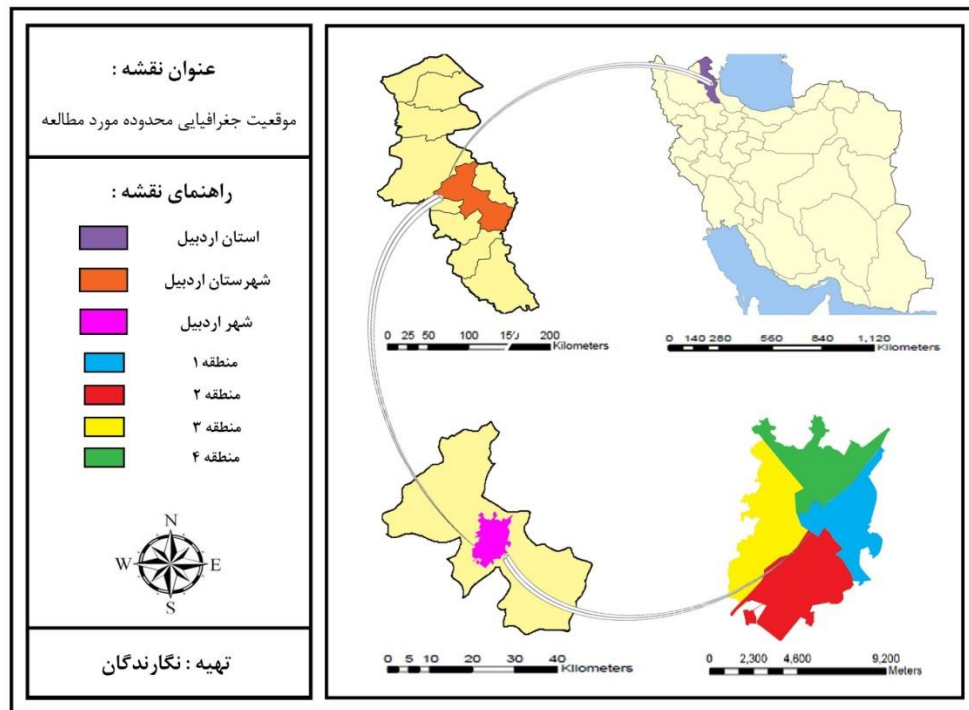 عنوان نقشه :
موقعیت جغرافیایی محدوده مورد مطالعه
راهنمای نقشه :
استان اردبیل
شهرستان اردبیل
شهر اردبیل
منطقه ۱
منطقه ۲
منطقه ۳
منطقه ۴
N
W E
S
تهیه : نگارندگان
0 25 50 100 150 200
Kilometers
0 140 280 560 840 1,120
Kilometers
0 5 10 20 30 40
Kilometers
0 2,300 4,600 9,200
Meters